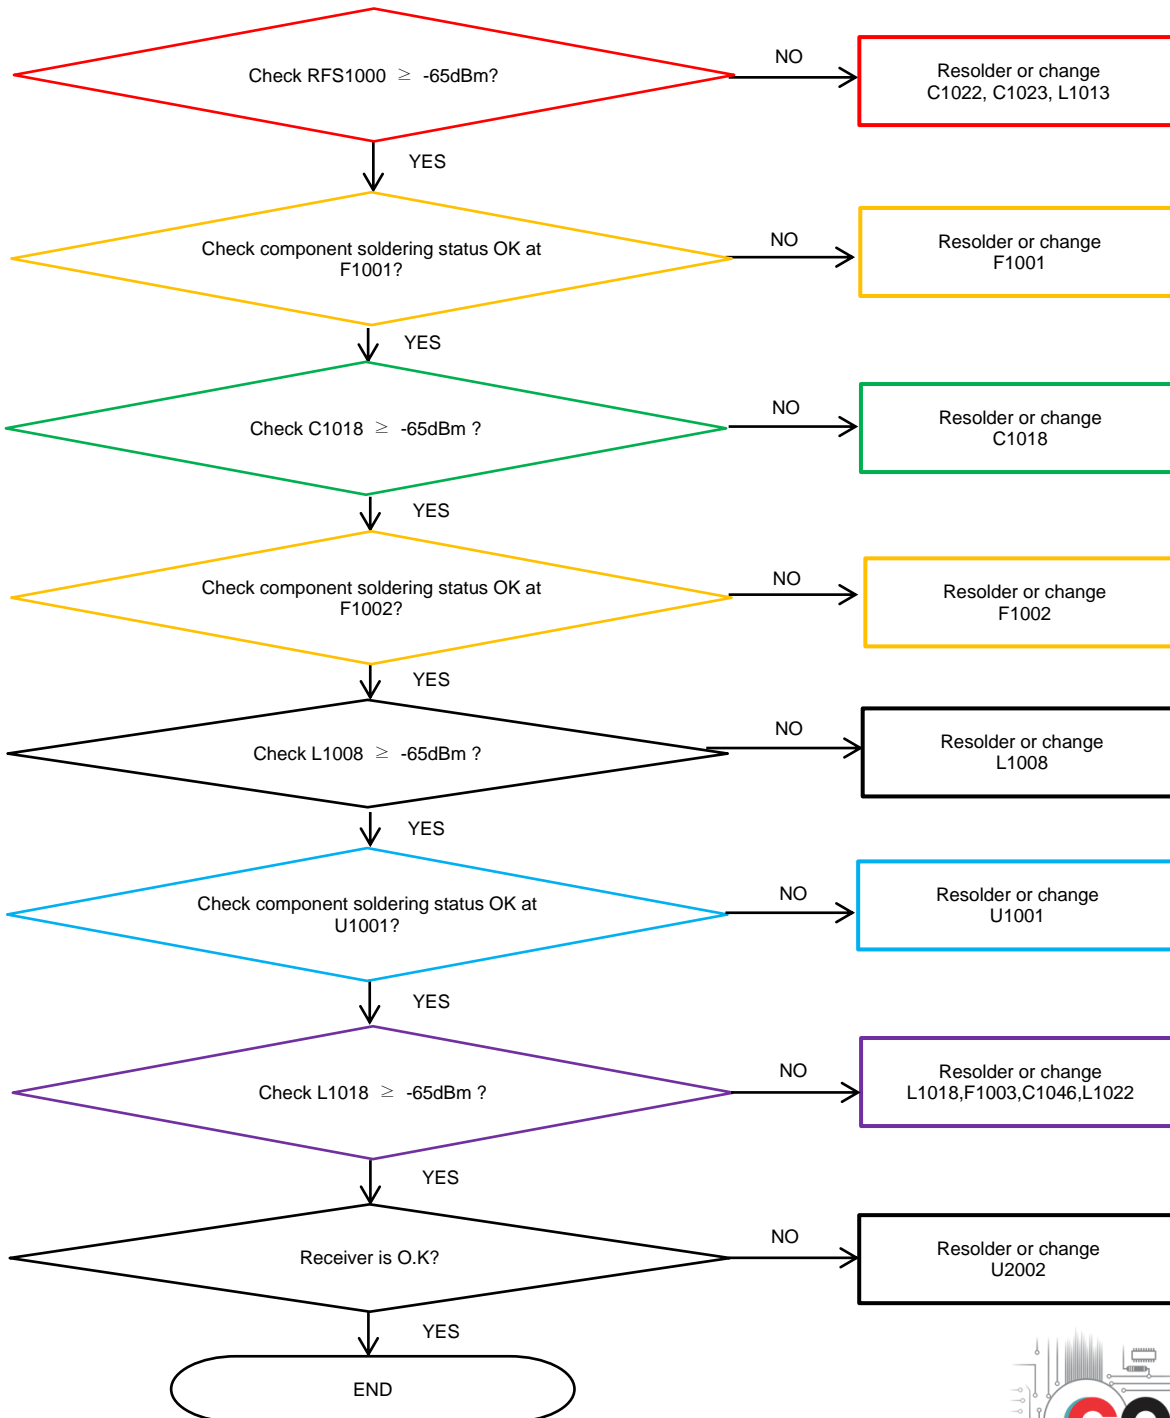 Check RFS1000 ≥ -65dBm?
NO
Resolder or change
C1022, C1023, L1013
YES
Check component soldering status OK at
F1001?
NO
Resolder or change
F1001
YES
Check C1018 ≥ -65dBm ?
NO
Resolder or change
C1018
YES
Check component soldering status OK at
F1002?
NO
Resolder or change
F1002
YES
Check L1008 ≥ -65dBm ?
NO
Resolder or change
L1008
YES
Check component soldering status OK at
U1001?
NO
Resolder or change
U1001
YES
Check L1018 ≥ -65dBm ?
NO
Resolder or change
L1018,F1003,C1046,L1022
YES
Receiver is O.K?
NO
Resolder or change
U2002
YES
END